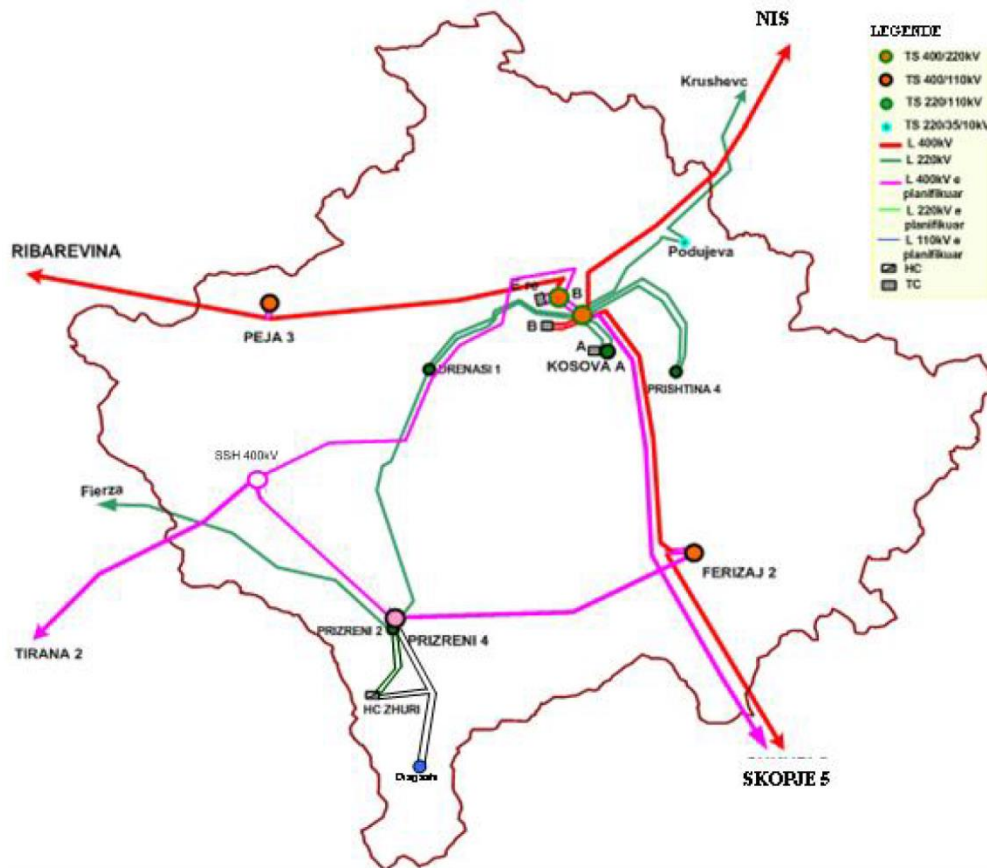 NIS
LEGENDE
TS 400/220kV
TS 400/110kV
TS 220/110kV
TS 220/35/10kV
L 400kV
L 220kV
L 400kV e
planifikuar
L 220kV e
planifikuar
L 110kV e
planifikuar
HC
TC
Krushevc
Podujeva
RIBAREVINA
PEJA 3
E re
B
B
A
KOSOVA A
DRENASI 1
PRISHTINA 4
SSH 400kV
Fierza
FERIZAJ 2
PRIZRENI 2
PRIZRENI 4
TIRANA 2
HC ZHURI
SKOPJE 5